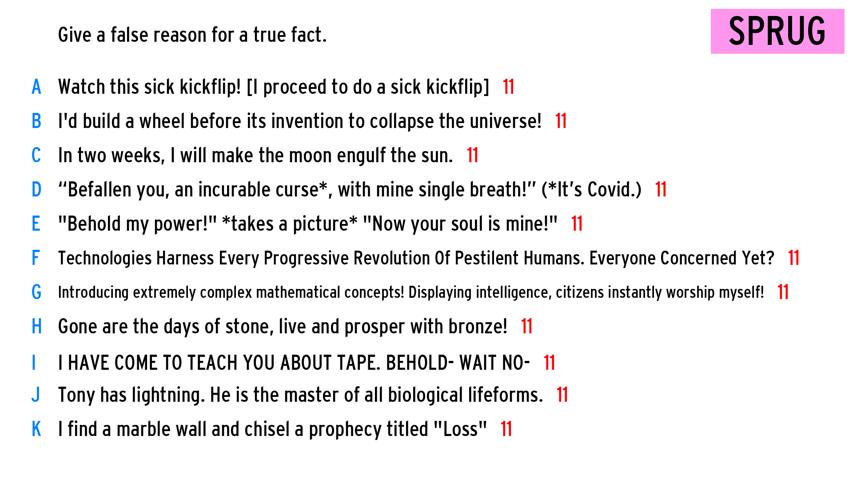 Give a false reason for a true fact.
SPRUG
A Watch this sick kickflip! [I proceed to do a sick kickflip] 11
B I'd build a wheel before its invention to collapse the universe! 11
C In two weeks, I will make the moon engulf the sun. 11
D “Befallen you, an incurable curse*, with mine single breath!” (*It’s Covid.) 11
E "Behold my power!" *takes a picture* "Now your soul is mine!" 11
F Technologies Harness Every Progressive Revolution Of Pestilent Humans. Everyone Concerned Yet? 11
G Introducing extremely complex mathematical concepts! Displaying intelligence, citizens instantly worship myself! 11
H Gone are the days of stone, live and prosper with bronze! 11
I I HAVE COME TO TEACH YOU ABOUT TAPE. BEHOLD- WAIT NO- 11
J Tony has lightning. He is the master of all biological lifeforms. 11
K I find a marble wall and chisel a prophecy titled "Loss" 11